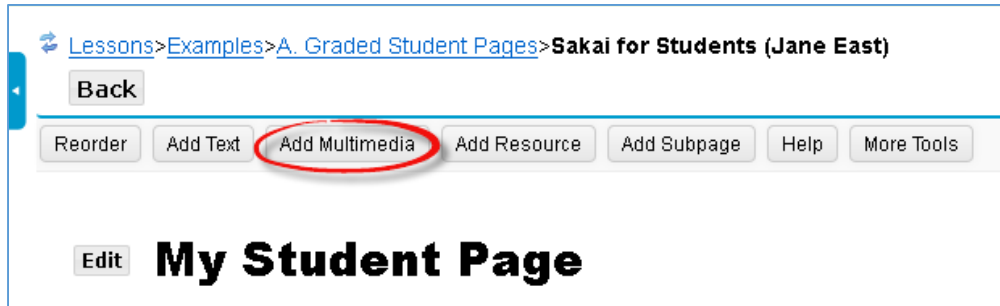 Lessons>Examples>A. Graded Student Pages>Sakai for Students (Jane East)
Back
Reorder Add Text Add Multimedia Add Resource Add Subpage Help More Tools
Edit My Student Page